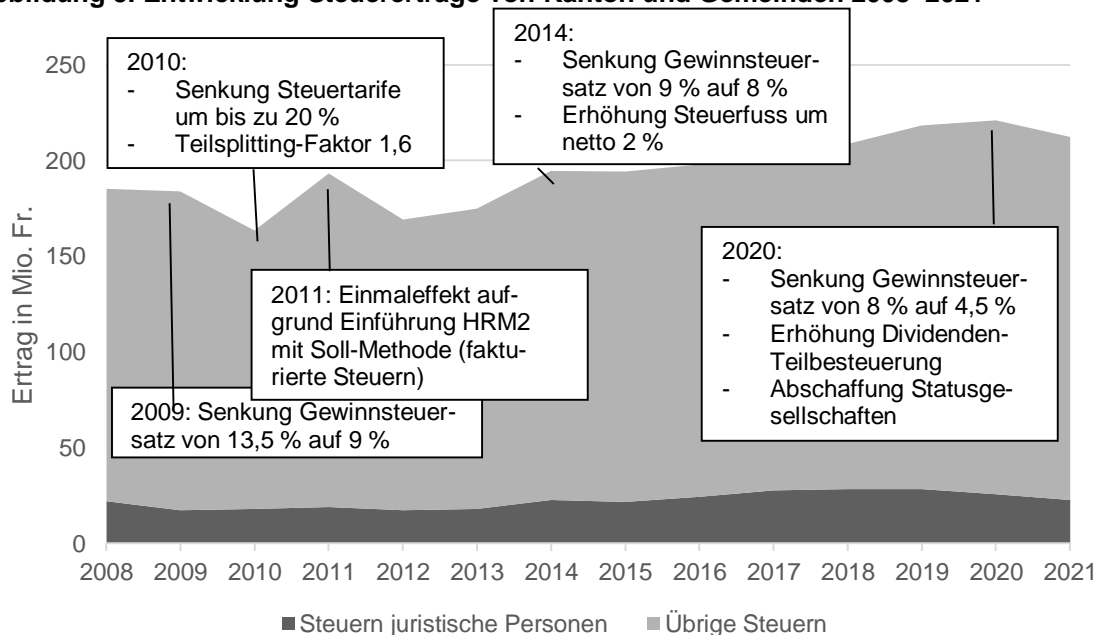 Entwicklung Steuererträge von Kanton und Gemeinden 2008–2021
Ertrag in Mio. Fr.
250
200
150
100
50
0
2010:
- Senkung Steuertarife
um bis zu 20 %
- Teilsplitting-Faktor 1,6
2014:
- Senkung Gewinnsteuer-
satz von 9 % auf 8 %
- Erhöhung Steuerfuss um
netto 2 %
2011: Einmaleffekt auf-
grund Einführung HRM2
mit Soll-Methode (faktu-
rierte Steuern)
2009: Senkung Gewinnsteuer-
satz von 13,5 % auf 9 %
2020:
- Senkung Gewinnsteuer-
satz von 8 % auf 4,5 %
- Erhöhung Dividenden-
Teilbesteuerung
- Abschaffung Statusge-
sellschaften
2008 2009 2010 2011 2012 2013 2014 2015 2016 2017 2018 2019 2020 2021
Steuern juristische Personen Übrige Steuern